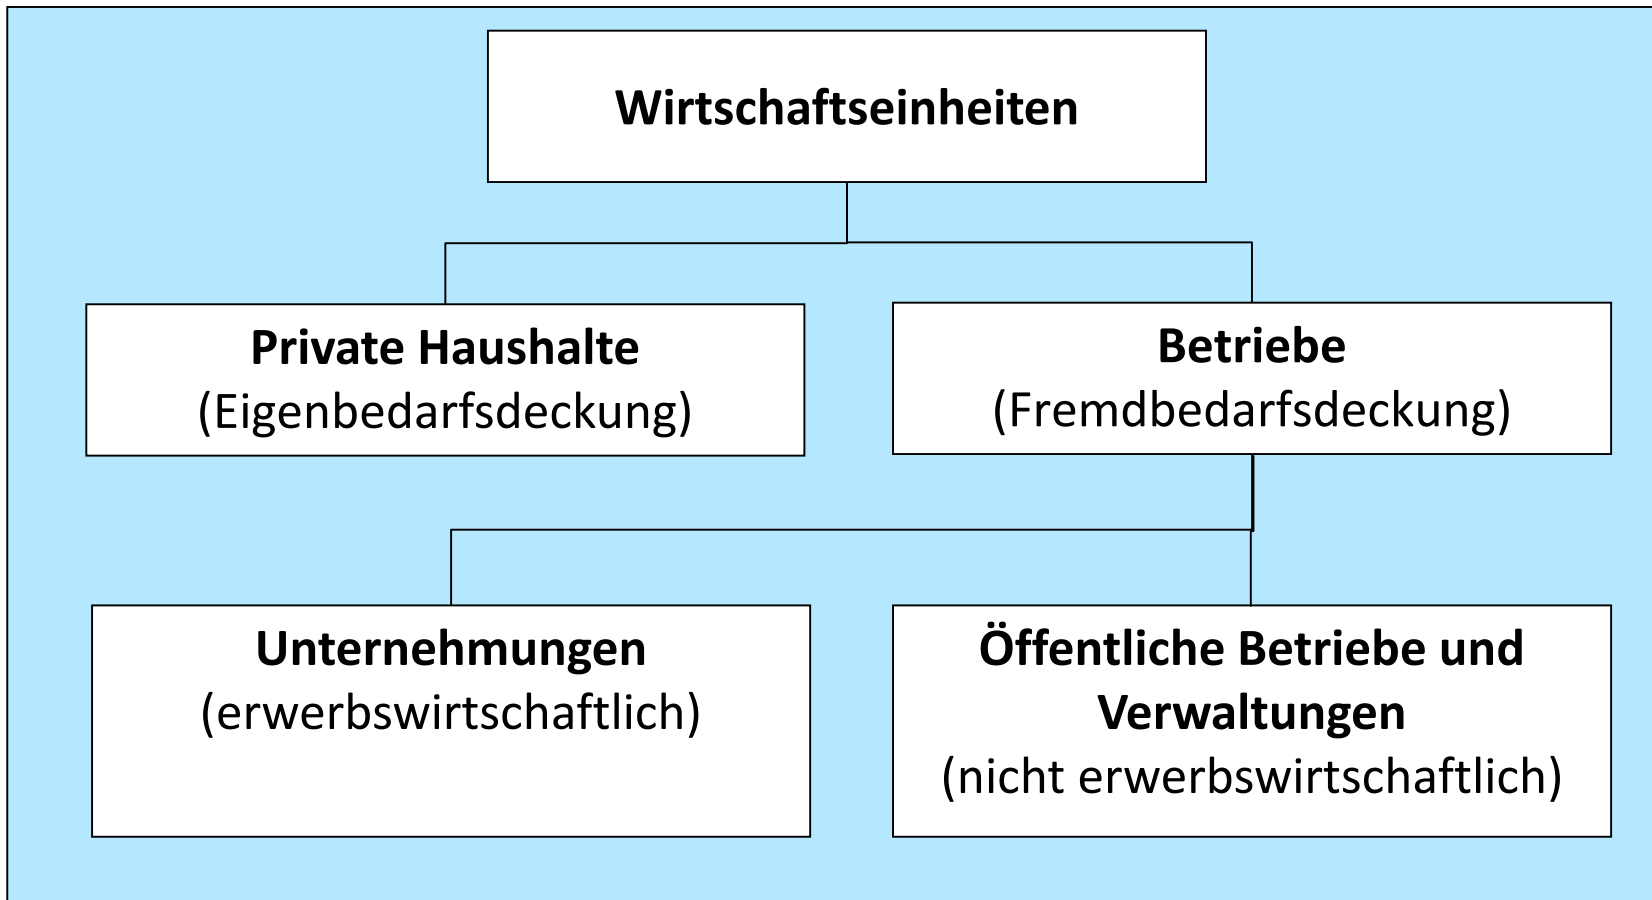 Wirtschaftseinheiten
Private Haushalte
(Eigenbedarfsdeckung)
Betriebe
(Fremdbedarfsdeckung)
Unternehmungen
(erwerbswirtschaftlich)
Öffentliche Betriebe und
Verwaltungen
(nicht erwerbswirtschaftlich)